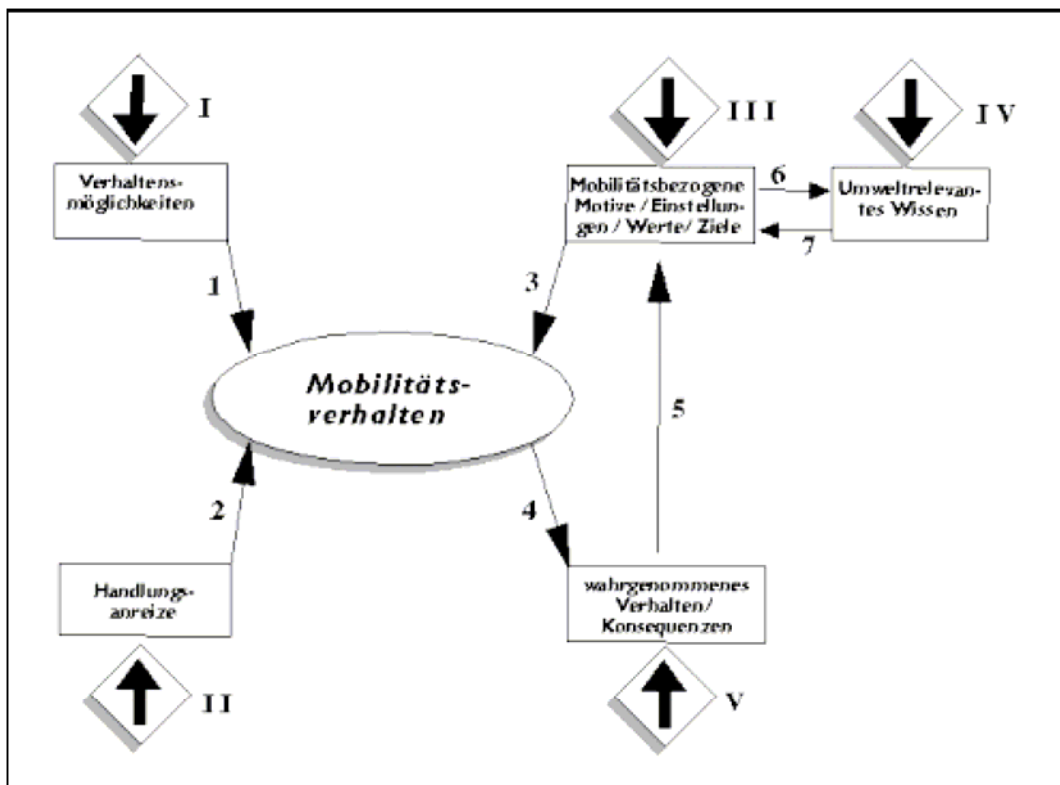 I
III
IV
Verhaltens-
möglichkeiten
Mobilitätsbezogene
Motive / Einstellun-
gen / Werte/ Ziele
6
7
Umweltrelevan-
tes Wissen
1
3
Mobilitäts-
verhalten
5
2
4
Handlungs-
anreize
wahrgenommenes
Verhalten/
Konsequenzen
II
V